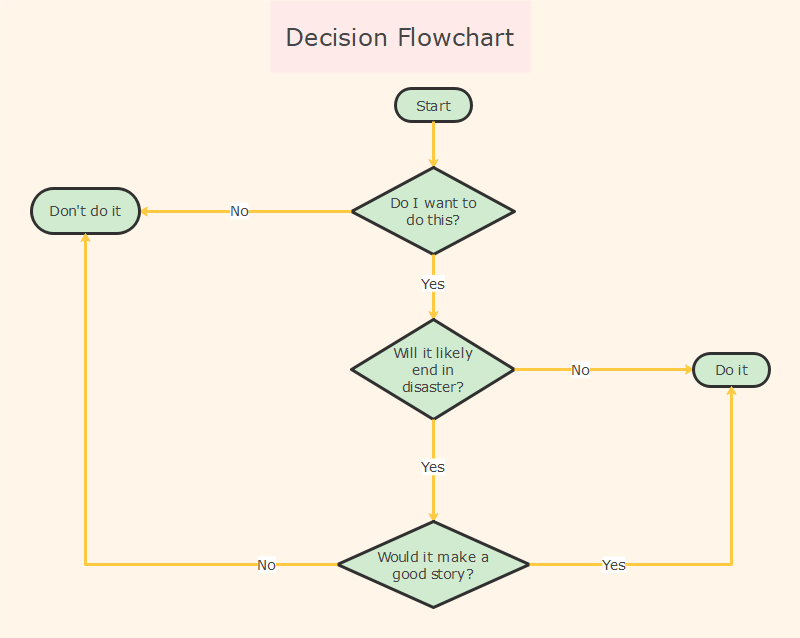 Decision Flowchart
Start
Do I want to
do this?
No
Don't do it
Yes
Will it likely
end in
disaster?
No
Do it
Yes
Would it make a
good story?
No
Yes